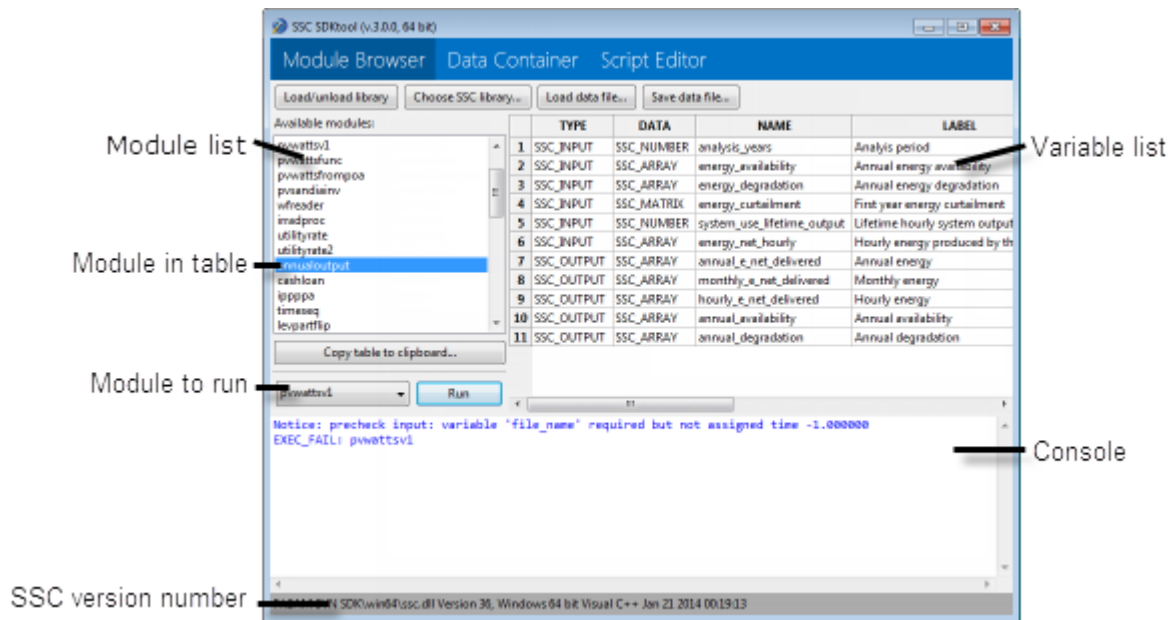 SSC SDKtool (v.3.0.0, 64 bit)
Module Browser Data Container Script Editor
Load/unload library Choose SSC library... Load data file... Save data file...
Available modules:
TYPE DATA NAME LABEL
Module list
pvwattsv1
pvwattsfunc
pvwattsfrompoa
pvsandiainv
wfreader
irradproc
utilityrate
utilityrate2
annualoutput
cashloan
ippppa
timeseq
levpartflip
1 SSC_INPUT SSC_NUMBER analysis_years Analyis period
2 SSC_INPUT SSC_ARRAY energy_availability Annual energy availability
3 SSC_INPUT SSC_ARRAY energy_degradation Annual energy degradation
4 SSC_INPUT SSC_MATRIX energy_curtailment First year energy curtailment
5 SSC_INPUT SSC_NUMBER system_use_lifetime_output Lifetime hourly system output
6 SSC_INPUT SSC_ARRAY energy_net_hourly Hourly energy produced by th
7 SSC_OUTPUT SSC_ARRAY annual_e_net_delivered Annual energy
8 SSC_OUTPUT SSC_ARRAY monthly_e_net_delivered Monthly energy
9 SSC_OUTPUT SSC_ARRAY hourly_e_net_delivered Hourly energy
10 SSC_OUTPUT SSC_ARRAY annual_availability Annual availability
11 SSC_OUTPUT SSC_ARRAY annual_degradation Annual degradation
Variable list
Module in table
Copy table to clipboard...
Module to run
pvwattsv1 Run
Notice: precheck input: variable 'file_name' required but not assigned time -1.000000
EXEC_FAIL: pvwattsv1
Console
SSC version number
SDK\win64\ssc.dll Version 36, Windows 64 bit Visual C++ Jan 21 2014 00:19:13